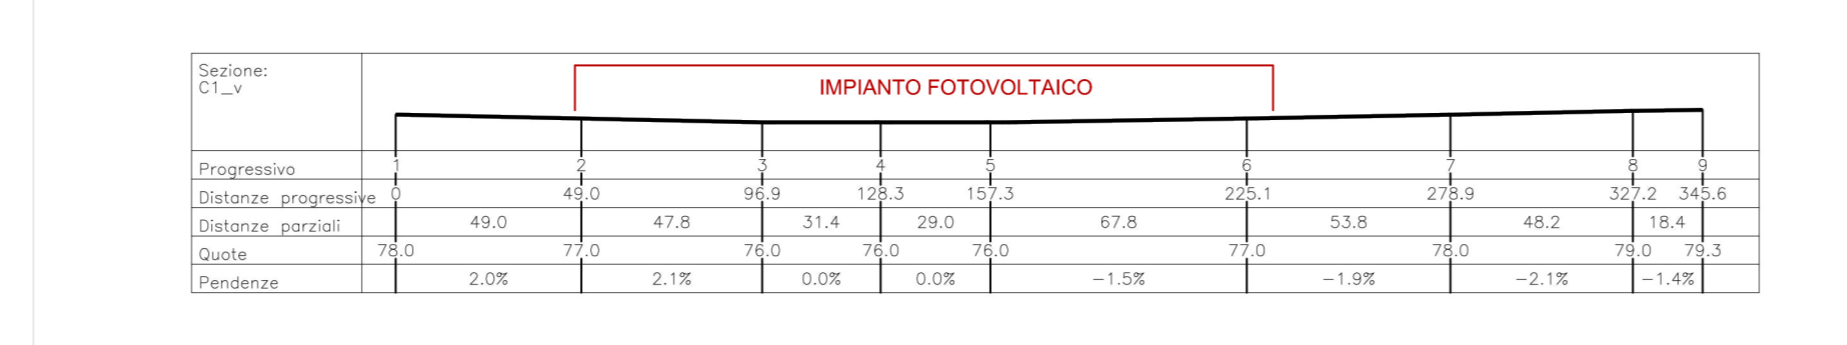 Sezione:
C1_v
IMPIANTO FOTOVOLTAICO
Progressivo 1 2 3 4 5 6 7 8 9
Distanze progressive 0 49.0 96.9 128.3 157.3 225.1 278.9 327.2 345.6
Distanze parziali 49.0 47.8 31.4 29.0 67.8 53.8 48.2 18.4
Quote 78.0 77.0 76.0 76.0 76.0 77.0 78.0 79.0 79.3
Pendenze 2.0% 2.1% 0.0% 0.0% −1.5% −1.9% −2.1% −1.4%